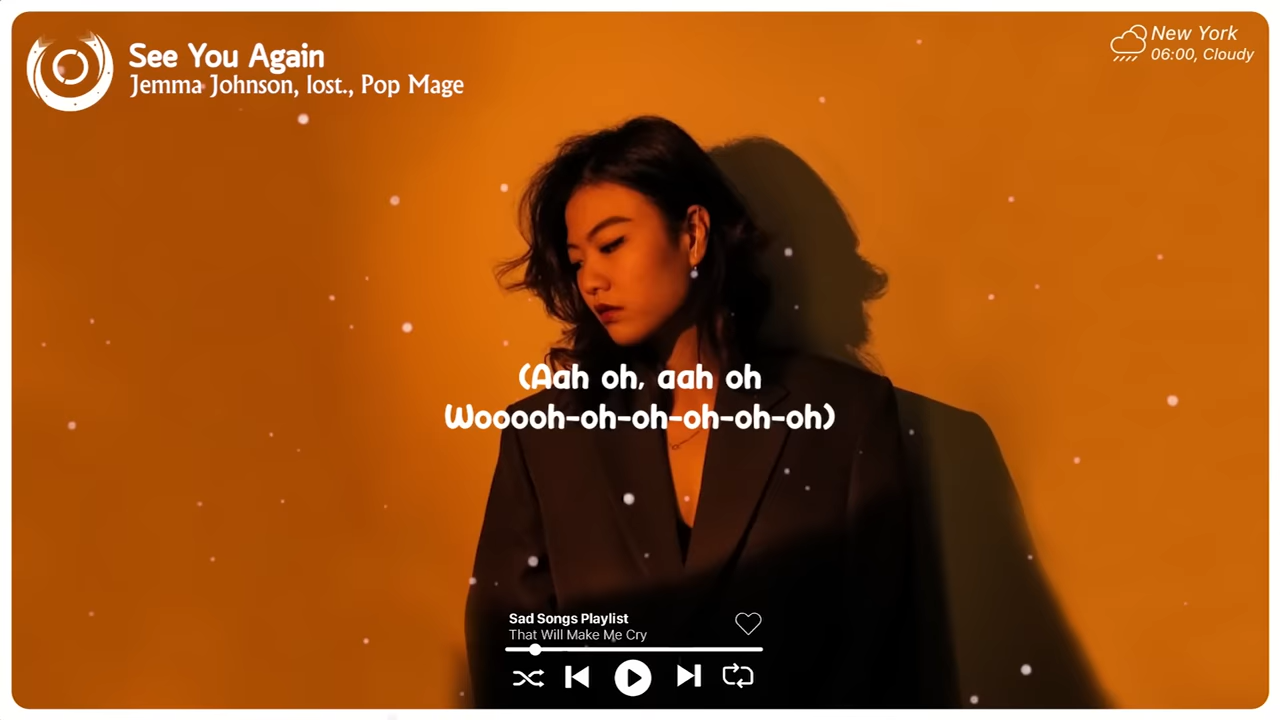 See You Again
Jemma Johnson, lost., Pop Mage
New York
06:00, Cloudy
(Aah oh, aah oh
Wooooh-oh-oh-oh-oh-oh)
Sad Songs Playlist
That Will Make Me Cry